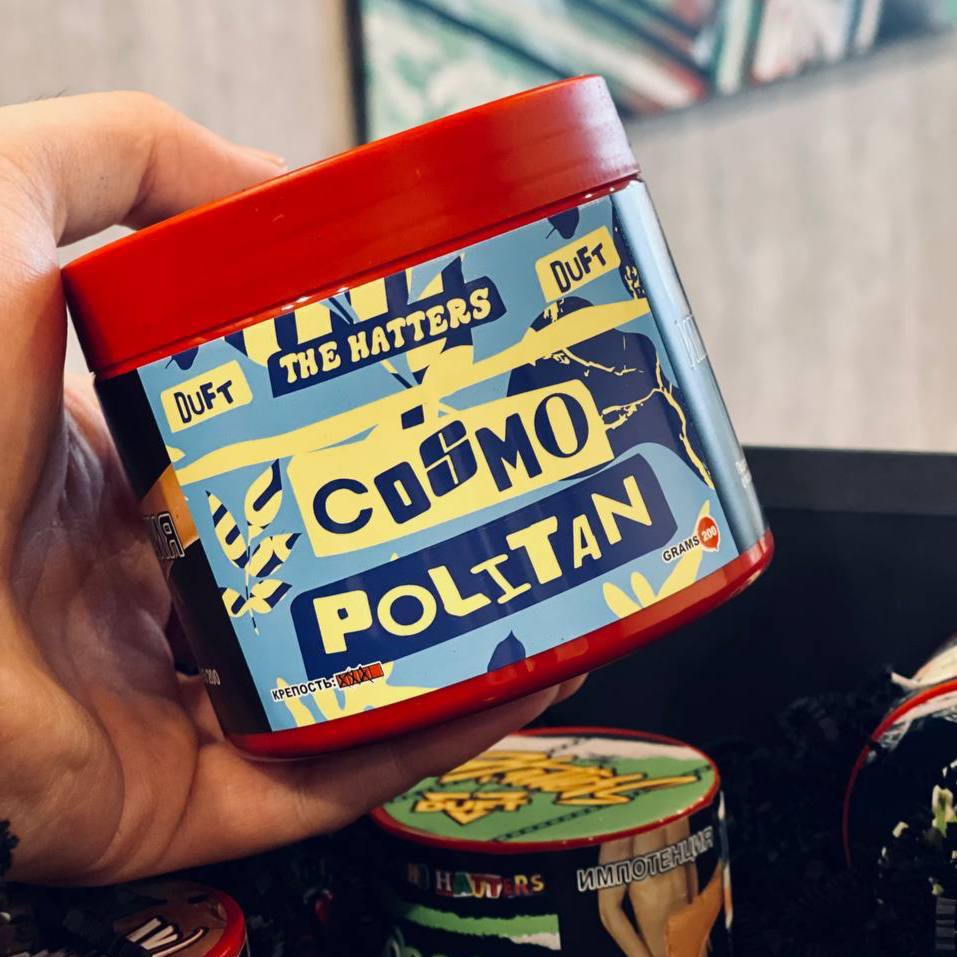 DUFT
THE HATTERS
DUFT
COSMO
POLITAN
GRAMS 200
КРЕПОСТЬ:
DUFT
HATTERS
ИМПОТЕНЦИЯ